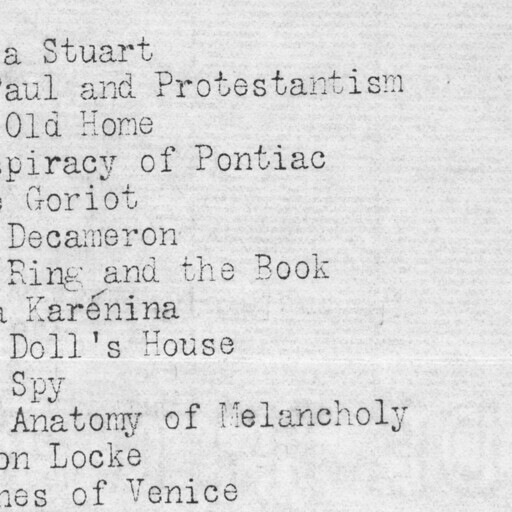 a Stuart
Paul and Protestantism
Old Home
spiracy of Pontiac
e Goriot
Decameron
Ring and the Book
a Karénina
Doll's House
Spy
Anatomy of Melancholy
on Locke
nes of Venice